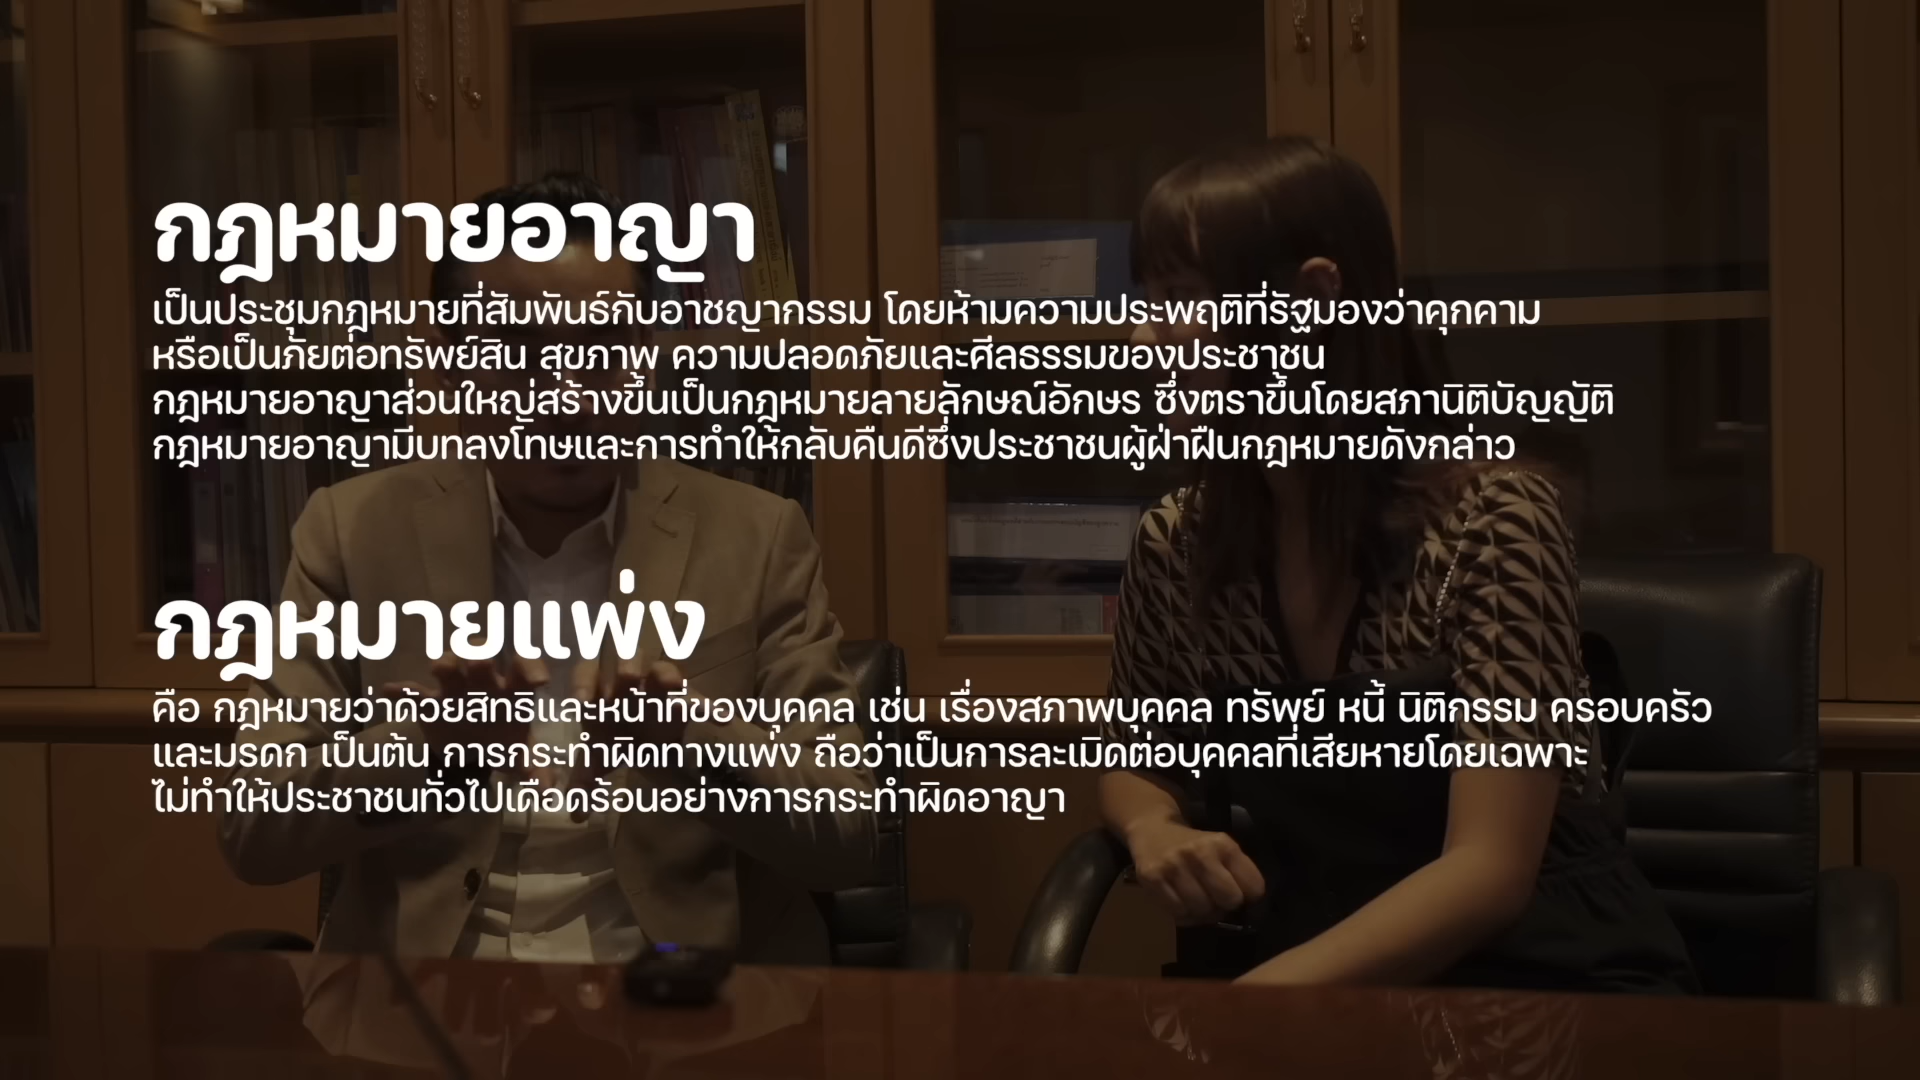 กฎหมายอาญา
เป็นประชุมกฎหมายที่สัมพันธ์กับอาชญากรรม โดยห้ามความประพฤติที่รัฐมองว่าคุกคาม
หรือเป็นภัยต่อทรัพย์สิน สุขภาพ ความปลอดภัยและศีลธรรมของประชาชน
กฎหมายอาญาส่วนใหญ่สร้างขึ้นเป็นกฎหมายลายลักษณ์อักษร ซึ่งตราขึ้นโดยสภานิติบัญญัติ
กฎหมายอาญามีบทลงโทษและการทำให้กลับคืนดีซึ่งประชาชนผู้ฝ่าฝืนกฎหมายดังกล่าว
กฎหมายแพ่ง
คือ กฎหมายว่าด้วยสิทธิและหน้าที่ของบุคคล เช่น เรื่องสภาพบุคคล ทรัพย์ หนี้ นิติกรรม ครอบครัว
และมรดก เป็นต้น การกระทำผิดทางแพ่ง ถือว่าเป็นการละเมิดต่อบุคคลที่เสียหายโดยเฉพาะ
ไม่ทำให้ประชาชนทั่วไปเดือดร้อนอย่างการกระทำผิดอาญา